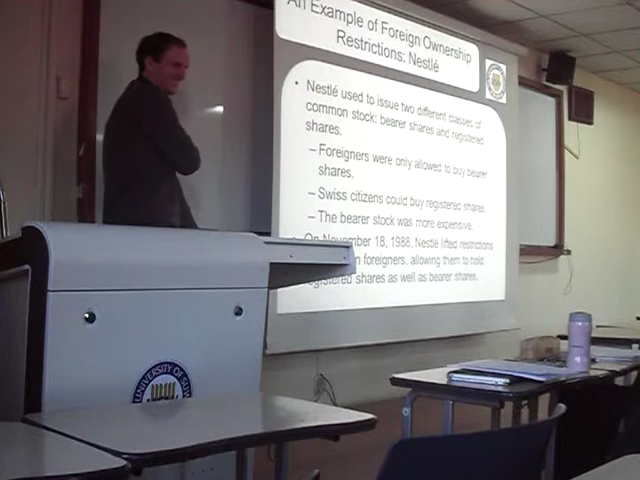 An Example of Foreign Ownership
Restrictions: Nestlé
• Nestlé used to issue two different classes of
common stock: bearer shares and registered
shares.
– Foreigners were only allowed to buy bearer
shares.
– Swiss citizens could buy registered shares.
– The bearer stock was more expensive.
• On November 18, 1988, Nestlé lifted restrictions
foreigners, allowing them to hold
registered shares as well as bearer shares.
UNIVERSITY OF